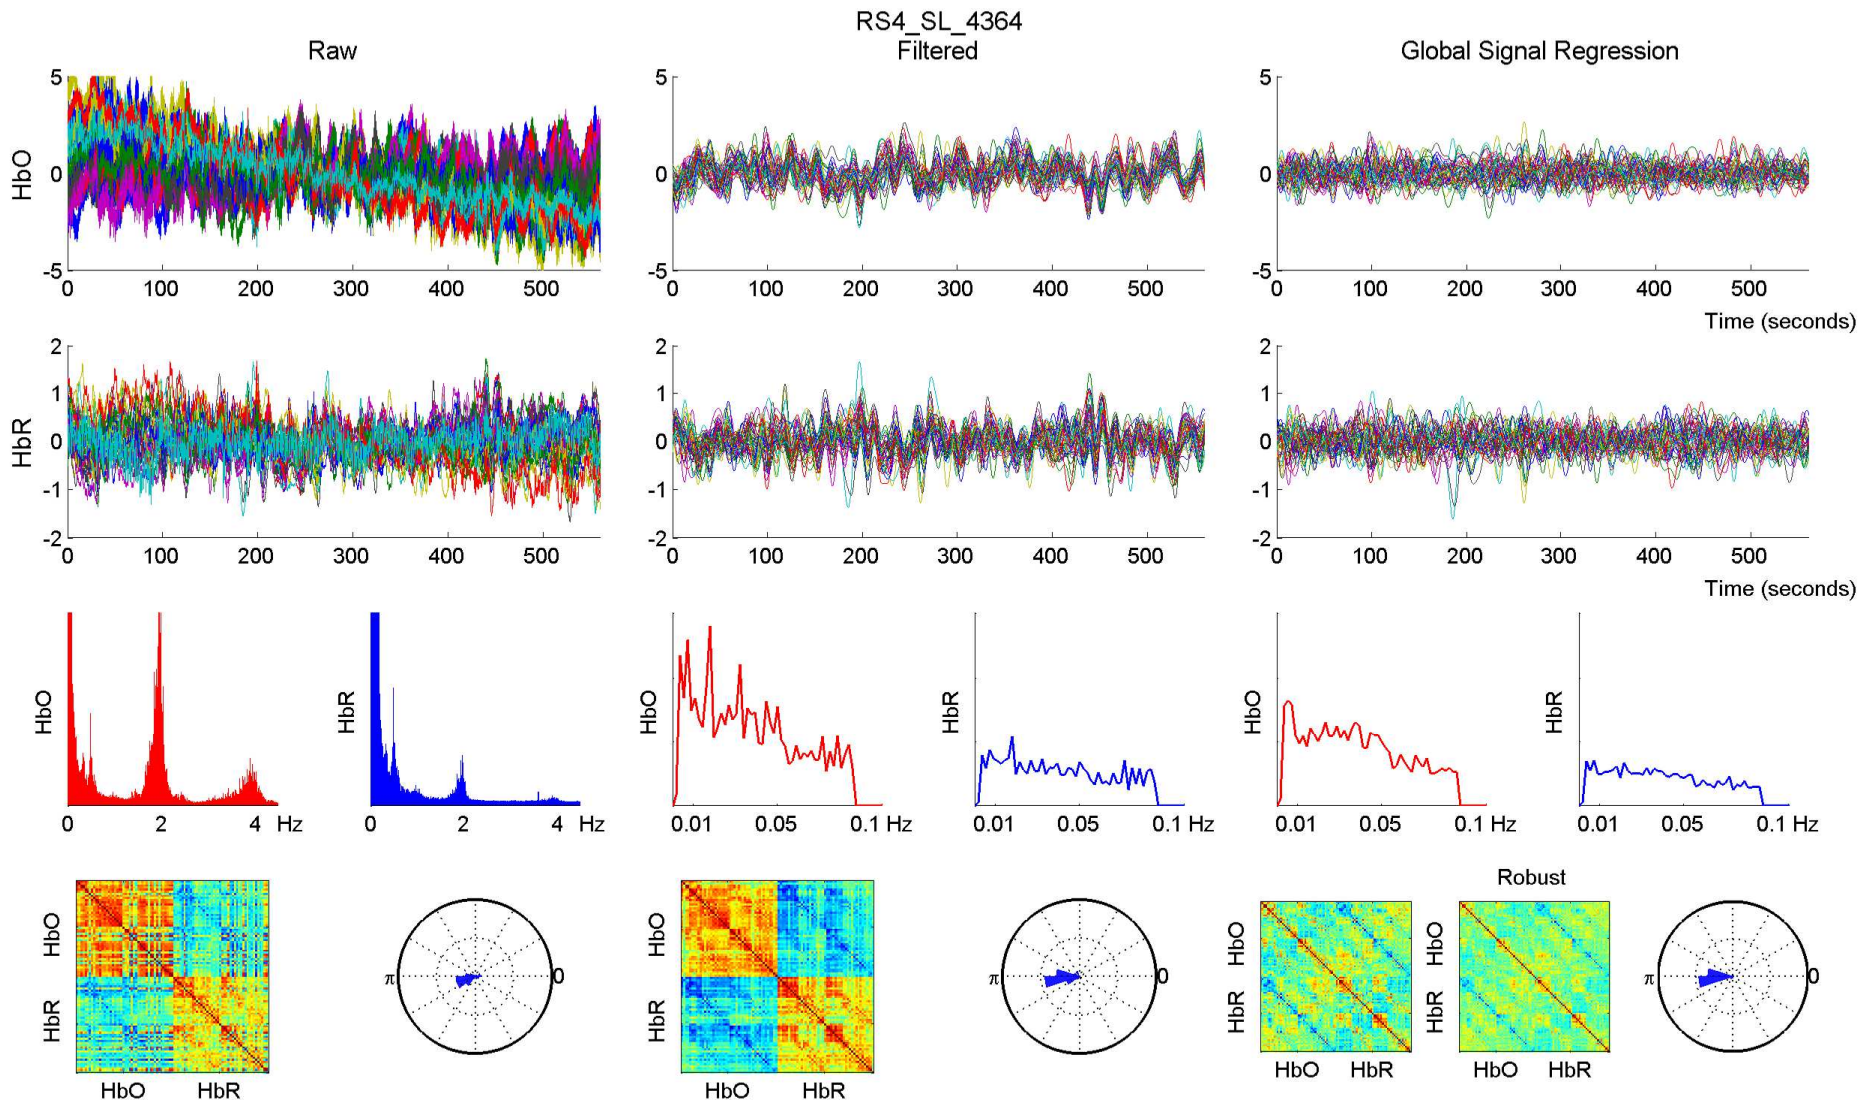 RS4_SL_4364
Raw
Filtered
Global Signal Regression
HbO
5
0
-5
0 100 200 300 400 500
5
0
-5
0 100 200 300 400 500
5
0
-5
0 100 200 300 400 500
Time (seconds)
HbR
2
1
0
-1
-2
0 100 200 300 400 500
2
1
0
-1
-2
0 100 200 300 400 500
2
1
0
-1
-2
0 100 200 300 400 500
Time (seconds)
HbO
0 2 4 Hz
HbR
0 2 4 Hz
HbO
0.01 0.05 0.1 Hz
HbR
0.01 0.05 0.1 Hz
HbO
0.01 0.05 0.1 Hz
HbR
0.01 0.05 0.1 Hz
HbO
HbR
HbO HbR
π 0
HbO
HbR
HbO HbR
π 0
HbO
HbR
HbO HbR
Robust
HbO
HbR
HbO HbR
π 0